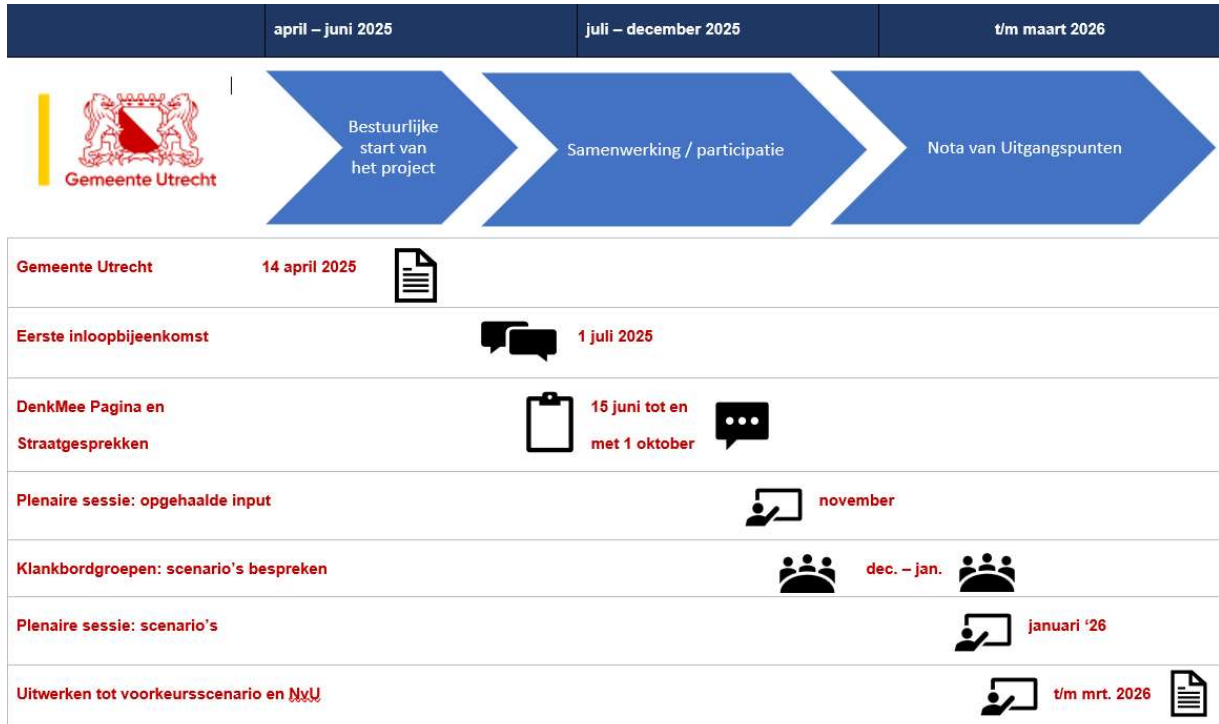 april – juni 2025
juli – december 2025
t/m maart 2026
Gemeente Utrecht
Bestuurlijke
start van
het project
Samenwerking / participatie
Nota van Uitgangspunten
Gemeente Utrecht 14 april 2025
Eerste inloopbijeenkomst 1 juli 2025
DenkMee Pagina en 15 juni tot en
Straatgesprekken met 1 oktober
Plenaire sessie: opgehaalde input november
Klankbordgroepen: scenario’s bespreken dec. – jan.
Plenaire sessie: scenario’s januari ‘26
Uitwerken tot voorkeursscenario en NvU t/m mrt. 2026